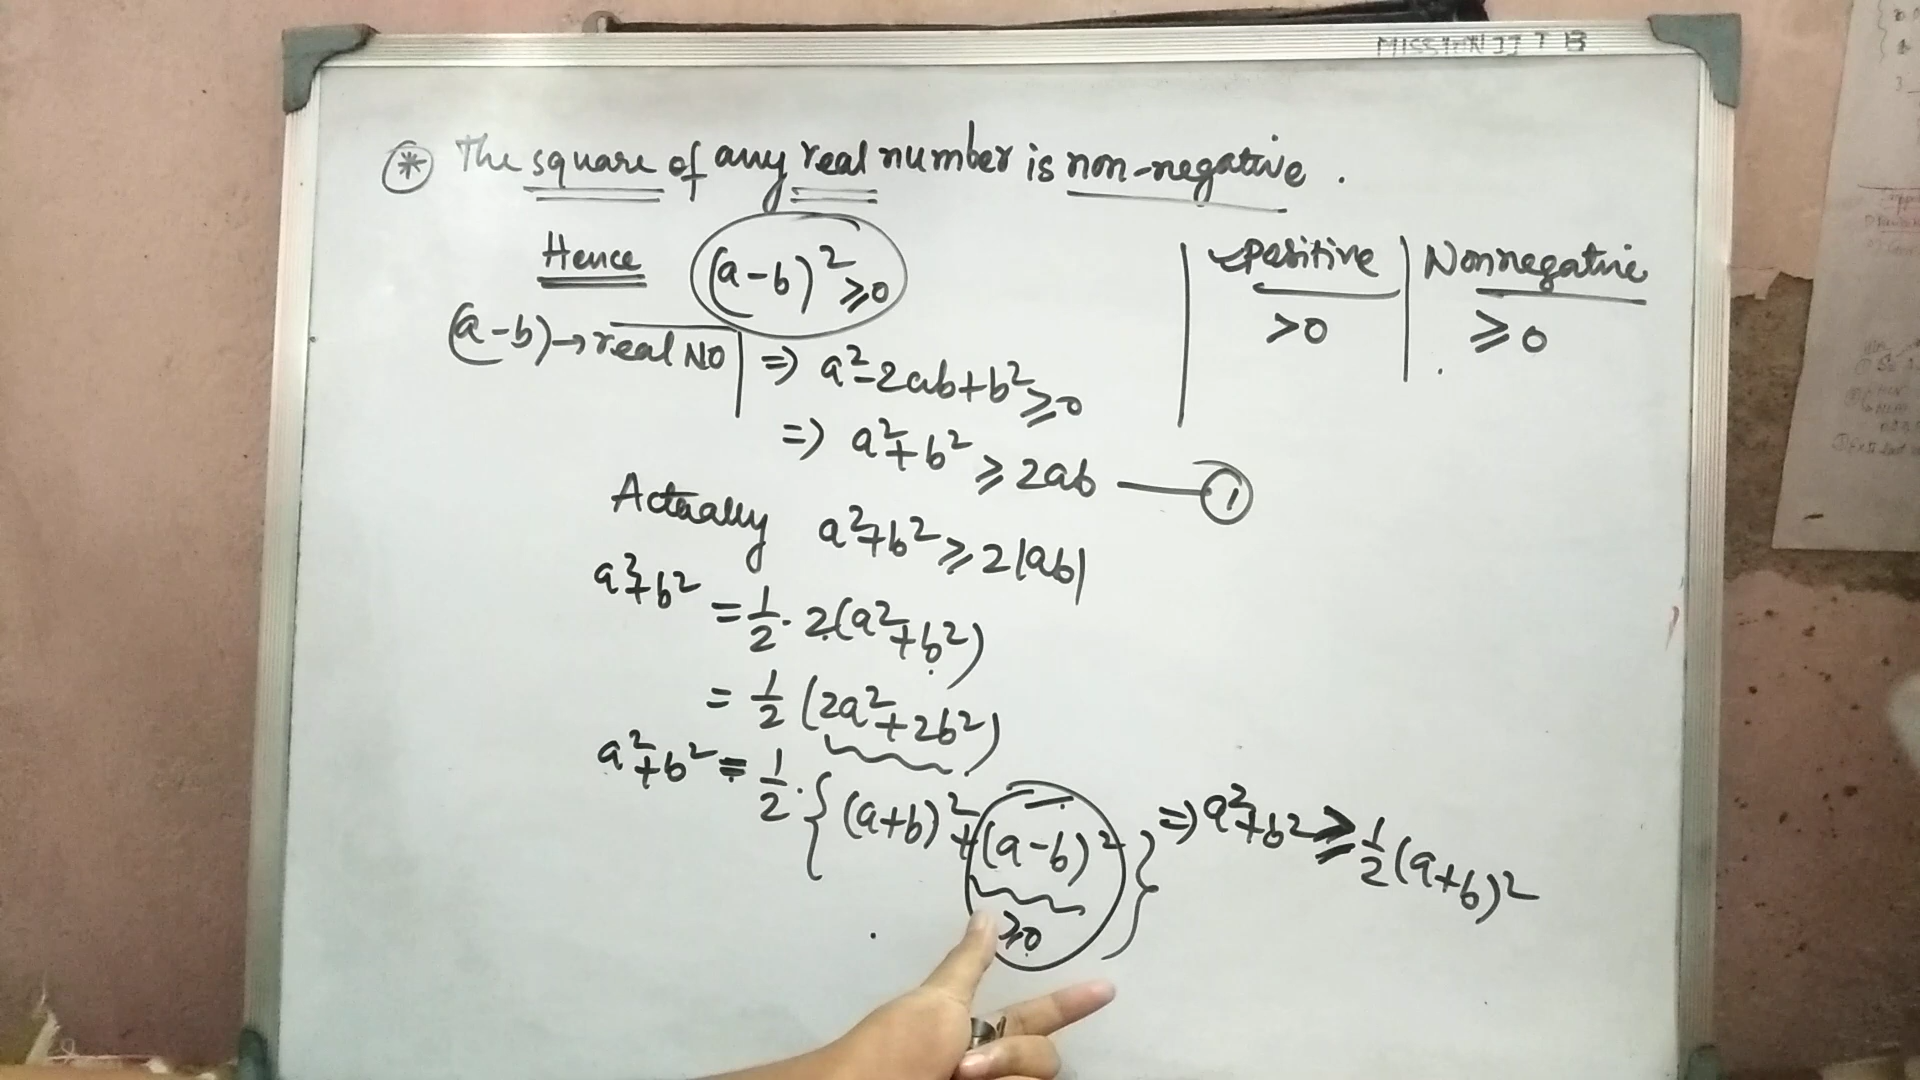 MISSION IIT B
* The square of any real number is non-negative.
Hence (a-b)² ≥ 0
(a-b) → real NO
⇒ a²-2ab+b² ≥ 0
⇒ a²+b² ≥ 2ab — 1
Positive | Nonnegative
>0 | ≥ 0
Actually a²+b² ≥ 2|ab|
a²+b² = 1/2 · 2(a²+b²)
= 1/2 (2a²+2b²)
a²+b² = 1/2 · {(a+b)²+(a-b)²} ⇒ a²+b² ≥ 1/2 (a+b)²
≥0